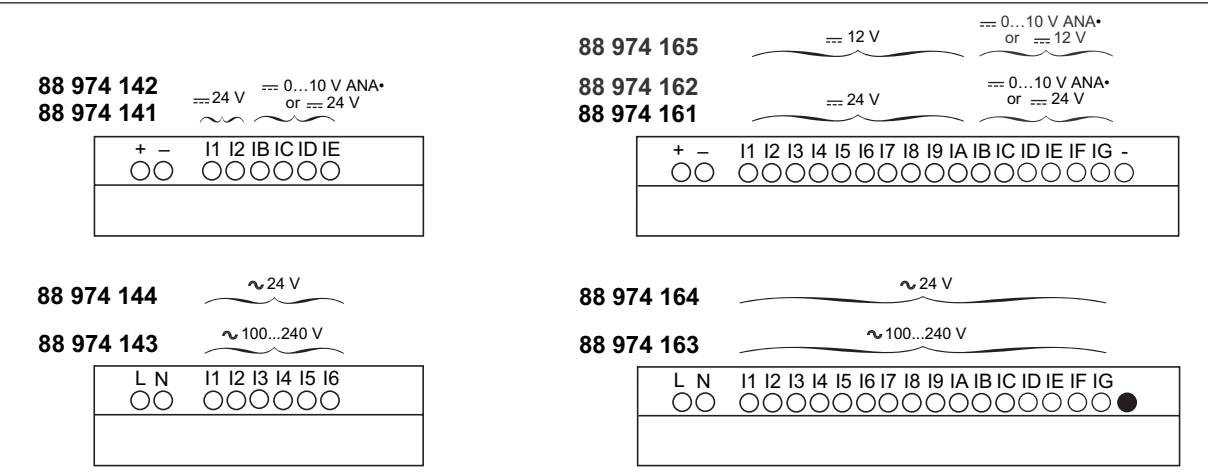 88 974 142
88 974 141
⎓ 24 V
⎓ 0...10 V ANA•
or ⎓ 24 V
+ – I1 I2 IB IC ID IE
88 974 165
⎓ 12 V
⎓ 0...10 V ANA•
or ⎓ 12 V
88 974 162
88 974 161
⎓ 24 V
⎓ 0...10 V ANA•
or ⎓ 24 V
+ – I1 I2 I3 I4 I5 I6 I7 I8 I9 IA IB IC ID IE IF IG -
88 974 144
∿ 24 V
88 974 143
∿ 100...240 V
L N I1 I2 I3 I4 I5 I6
88 974 164
∿ 24 V
88 974 163
∿ 100...240 V
L N I1 I2 I3 I4 I5 I6 I7 I8 I9 IA IB IC ID IE IF IG